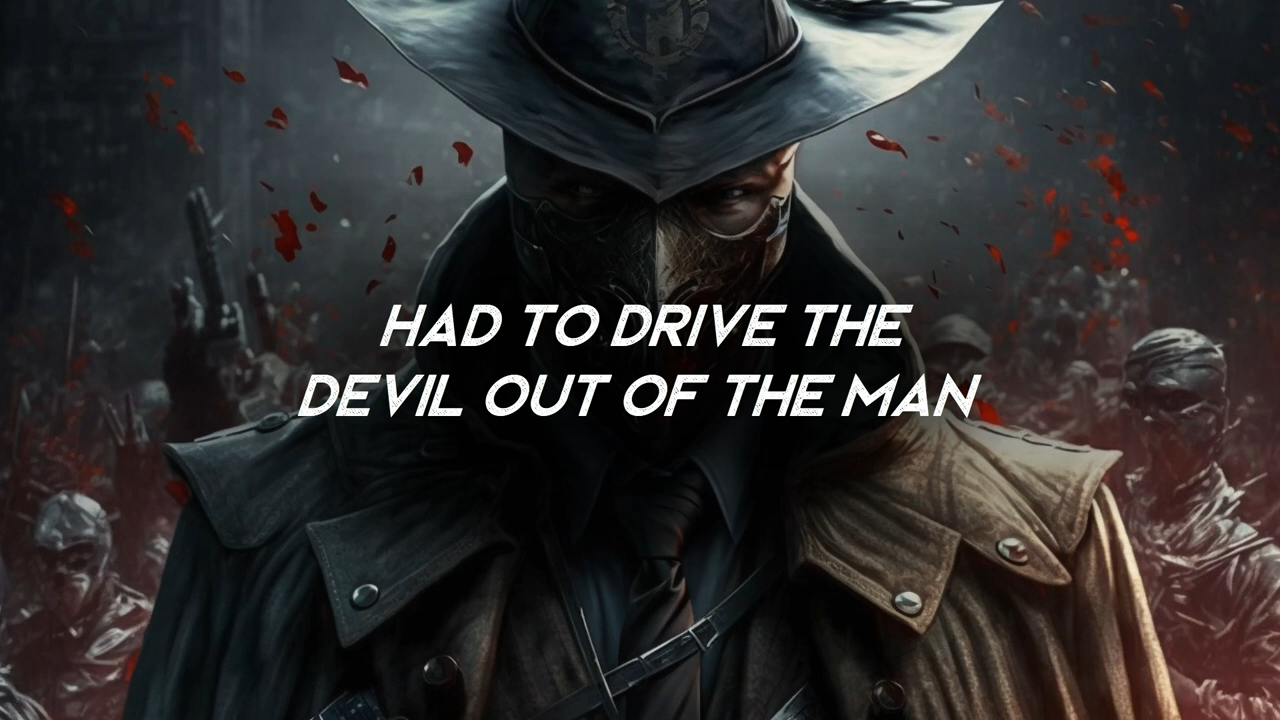 HAD TO DRIVE THE
DEVIL OUT OF THE MAN